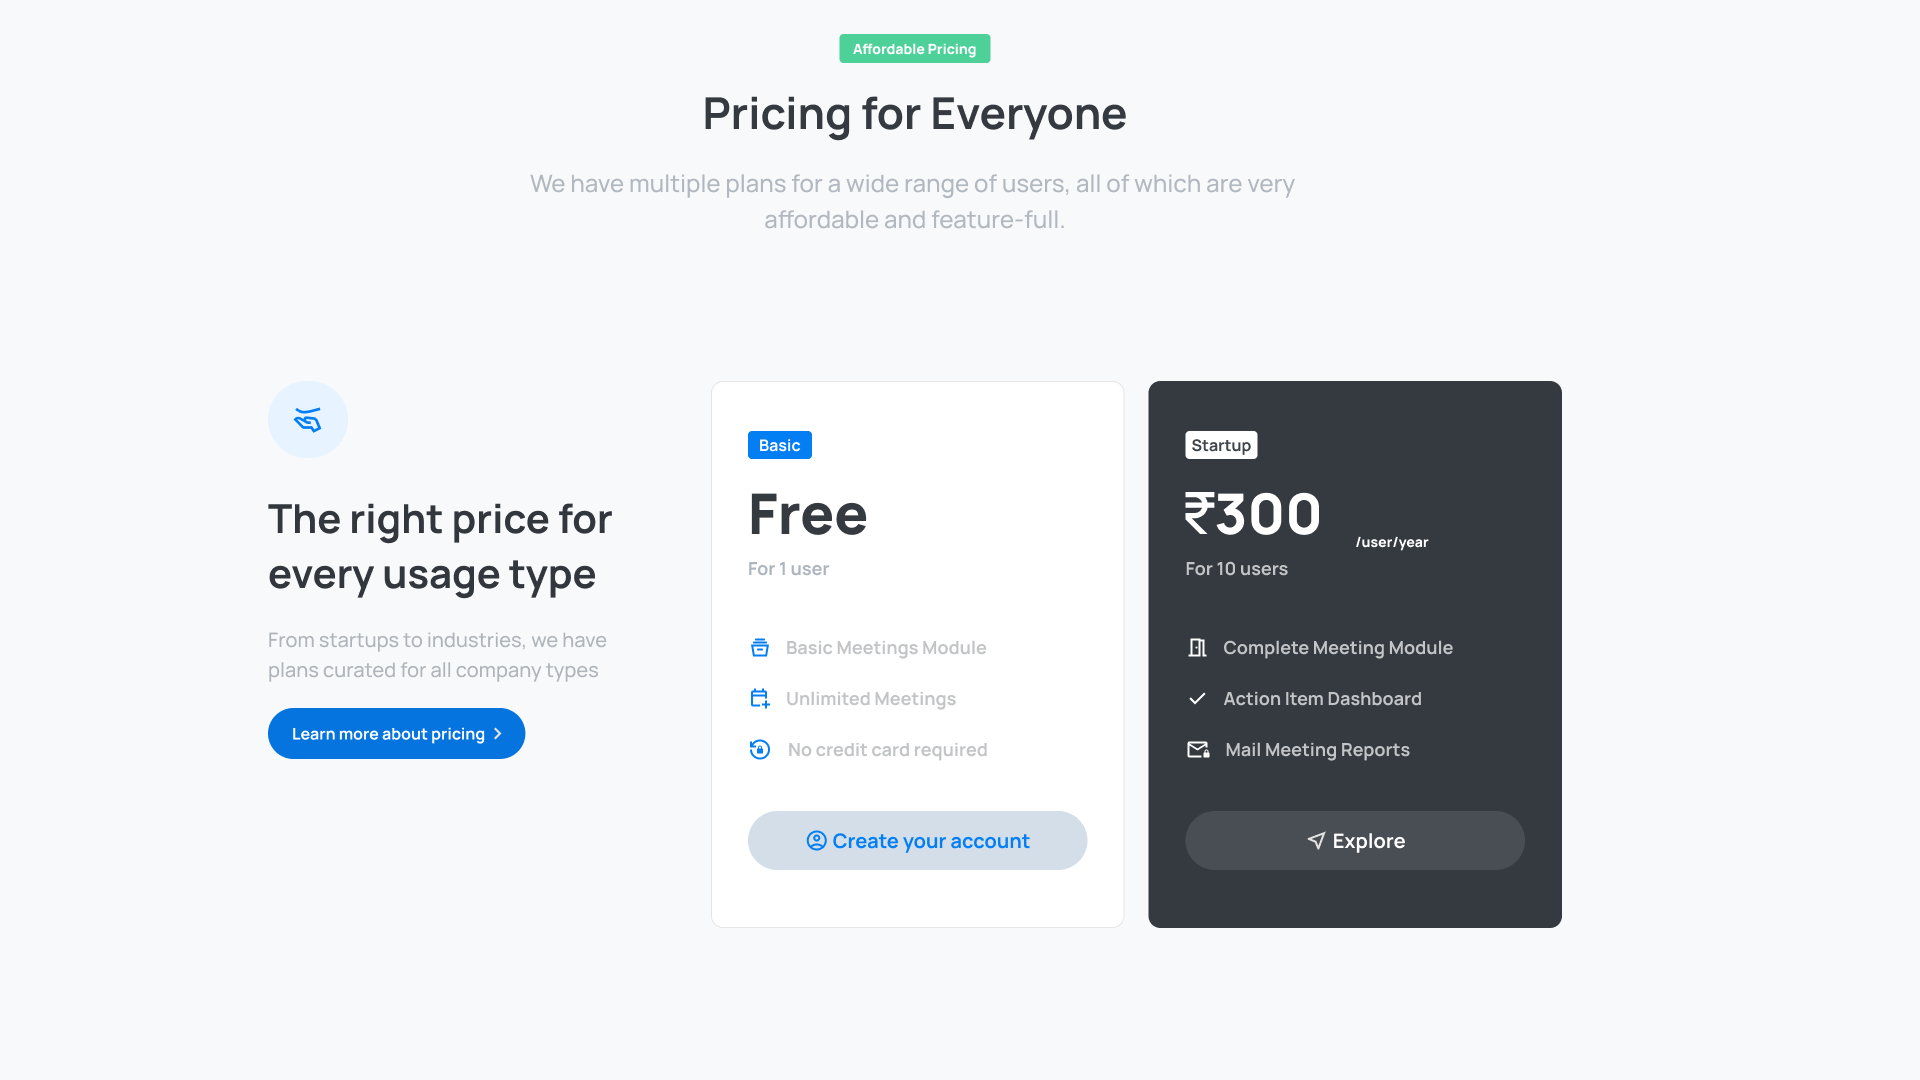 Affordable Pricing
Pricing for Everyone
We have multiple plans for a wide range of users, all of which are very
affordable and feature-full.
The right price for
every usage type
From startups to industries, we have
plans curated for all company types
Learn more about pricing
Basic
Free
For 1 user
Basic Meetings Module
Unlimited Meetings
No credit card required
Create your account
Startup
₹300 /user/year
For 10 users
Complete Meeting Module
Action Item Dashboard
Mail Meeting Reports
Explore